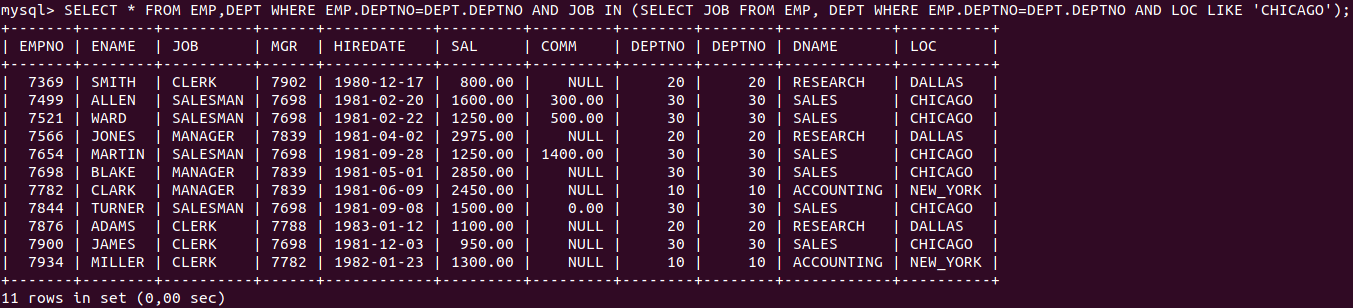 mysql> SELECT * FROM EMP,DEPT WHERE EMP.DEPTNO=DEPT.DEPTNO AND JOB IN (SELECT JOB FROM EMP, DEPT WHERE EMP.DEPTNO=DEPT.DEPTNO AND LOC LIKE 'CHICAGO');
+-------+--------+----------+------+------------+---------+---------+--------+--------+------------+----------+
| EMPNO | ENAME  | JOB      | MGR  | HIREDATE   | SAL     | COMM    | DEPTNO | DEPTNO | DNAME      | LOC      |
+-------+--------+----------+------+------------+---------+---------+--------+--------+------------+----------+
|  7369 | SMITH  | CLERK    | 7902 | 1980-12-17 |  800.00 |    NULL |     20 |     20 | RESEARCH   | DALLAS   |
|  7499 | ALLEN  | SALESMAN | 7698 | 1981-02-20 | 1600.00 |  300.00 |     30 |     30 | SALES      | CHICAGO  |
|  7521 | WARD   | SALESMAN | 7698 | 1981-02-22 | 1250.00 |  500.00 |     30 |     30 | SALES      | CHICAGO  |
|  7566 | JONES  | MANAGER  | 7839 | 1981-04-02 | 2975.00 |    NULL |     20 |     20 | RESEARCH   | DALLAS   |
|  7654 | MARTIN | SALESMAN | 7698 | 1981-09-28 | 1250.00 | 1400.00 |     30 |     30 | SALES      | CHICAGO  |
|  7698 | BLAKE  | MANAGER  | 7839 | 1981-05-01 | 2850.00 |    NULL |     30 |     30 | SALES      | CHICAGO  |
|  7782 | CLARK  | MANAGER  | 7839 | 1981-06-09 | 2450.00 |    NULL |     10 |     10 | ACCOUNTING | NEW_YORK |
|  7844 | TURNER | SALESMAN | 7698 | 1981-09-08 | 1500.00 |    0.00 |     30 |     30 | SALES      | CHICAGO  |
|  7876 | ADAMS  | CLERK    | 7788 | 1983-01-12 | 1100.00 |    NULL |     20 |     20 | RESEARCH   | DALLAS   |
|  7900 | JAMES  | CLERK    | 7698 | 1981-12-03 |  950.00 |    NULL |     30 |     30 | SALES      | CHICAGO  |
|  7934 | MILLER | CLERK    | 7782 | 1982-01-23 | 1300.00 |    NULL |     10 |     10 | ACCOUNTING | NEW_YORK |
+-------+--------+----------+------+------------+---------+---------+--------+--------+------------+----------+
11 rows in set (0,00 sec)